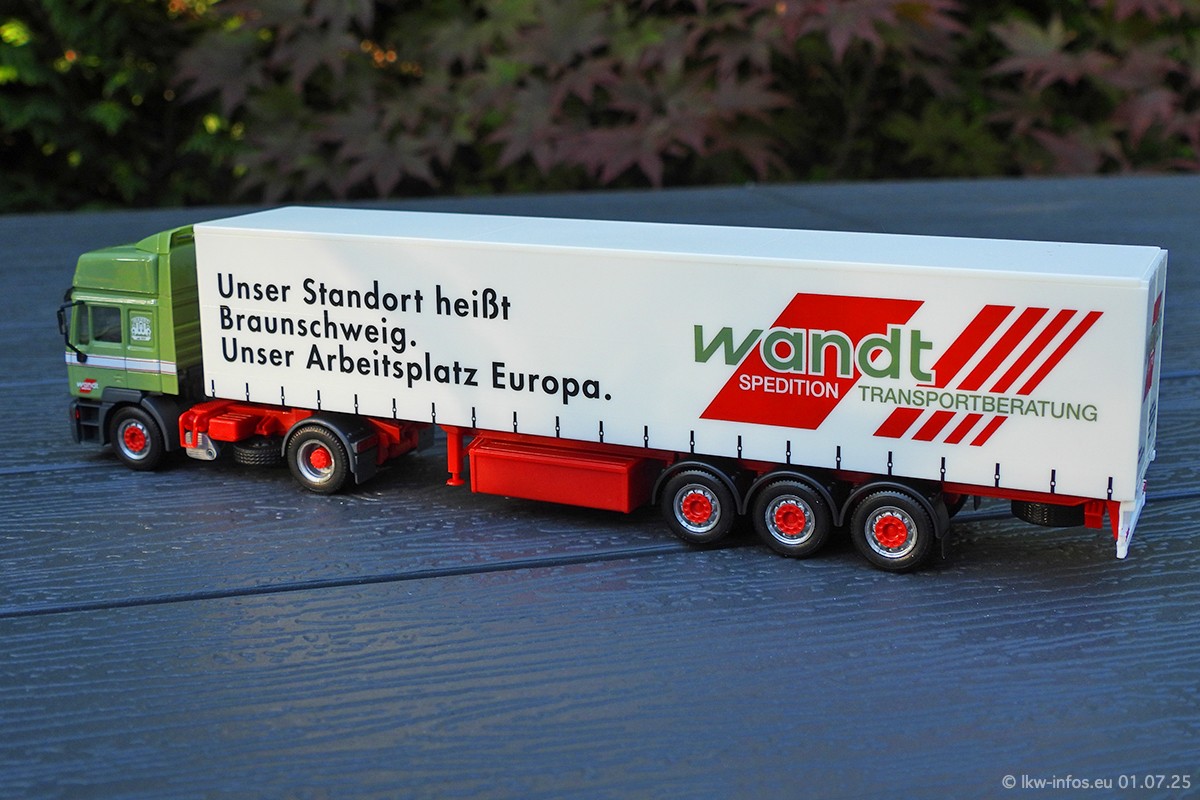 Unser Standort heißt
Braunschweig.
Unser Arbeitsplatz Europa.
wandt
SPEDITION
TRANSPORTBERATUNG
© lkw-infos.eu 01.07.25